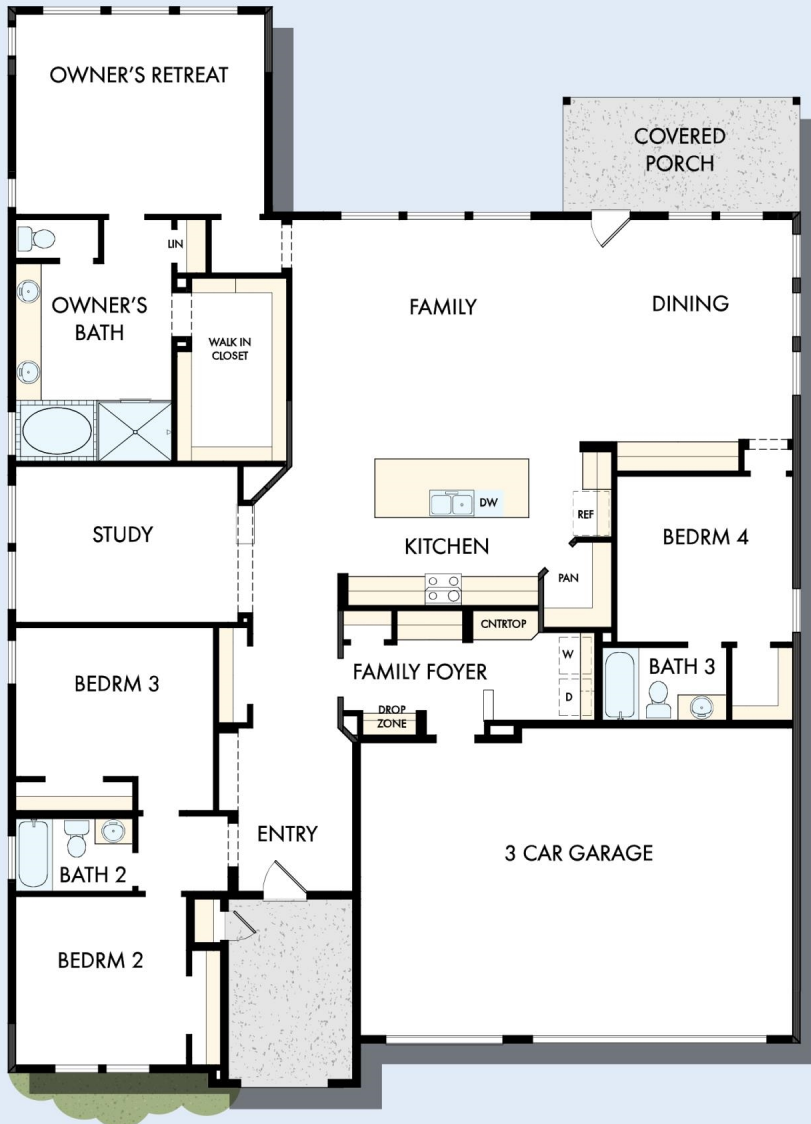 OWNER'S RETREAT
COVERED
PORCH
LIN
OWNER'S
BATH
FAMILY
DINING
WALK IN
CLOSET
DW
REF
STUDY
KITCHEN
BEDRM 4
PAN
CNTRTOP
W
BEDRM 3
FAMILY FOYER
BATH 3
D
DROP
ZONE
ENTRY
3 CAR GARAGE
BATH 2
BEDRM 2